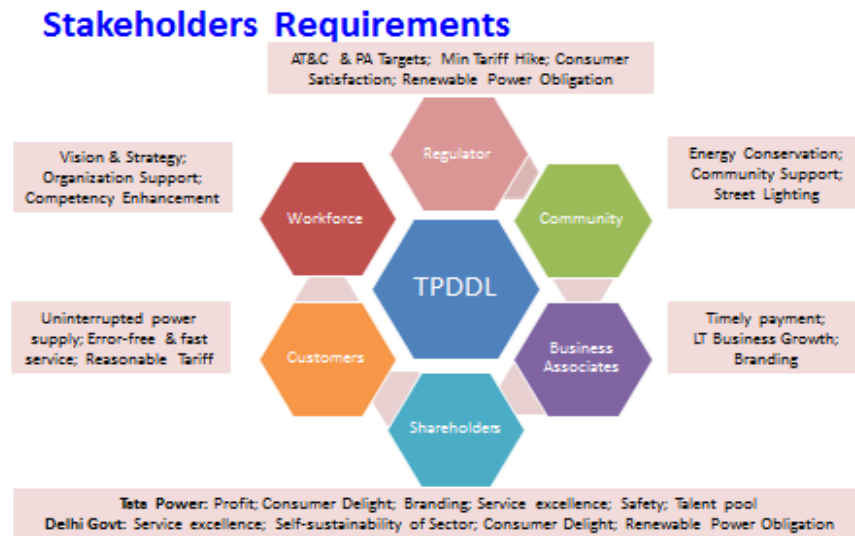 Stakeholders Requirements
AT&C & PA Targets; Min Tariff Hike; Consumer
Satisfaction; Renewable Power Obligation
Regulator
Vision & Strategy;
Organization Support;
Competency Enhancement
Workforce
Community
Energy Conservation;
Community Support;
Street Lighting
TPDDL
Uninterrupted power
supply; Error-free & fast
service; Reasonable Tariff
Customers
Business
Associates
Timely payment;
LT Business Growth;
Branding
Shareholders
Tata Power: Profit; Consumer Delight; Branding; Service excellence; Safety; Talent pool
Delhi Govt: Service excellence; Self-sustainability of Sector; Consumer Delight; Renewable Power Obligation